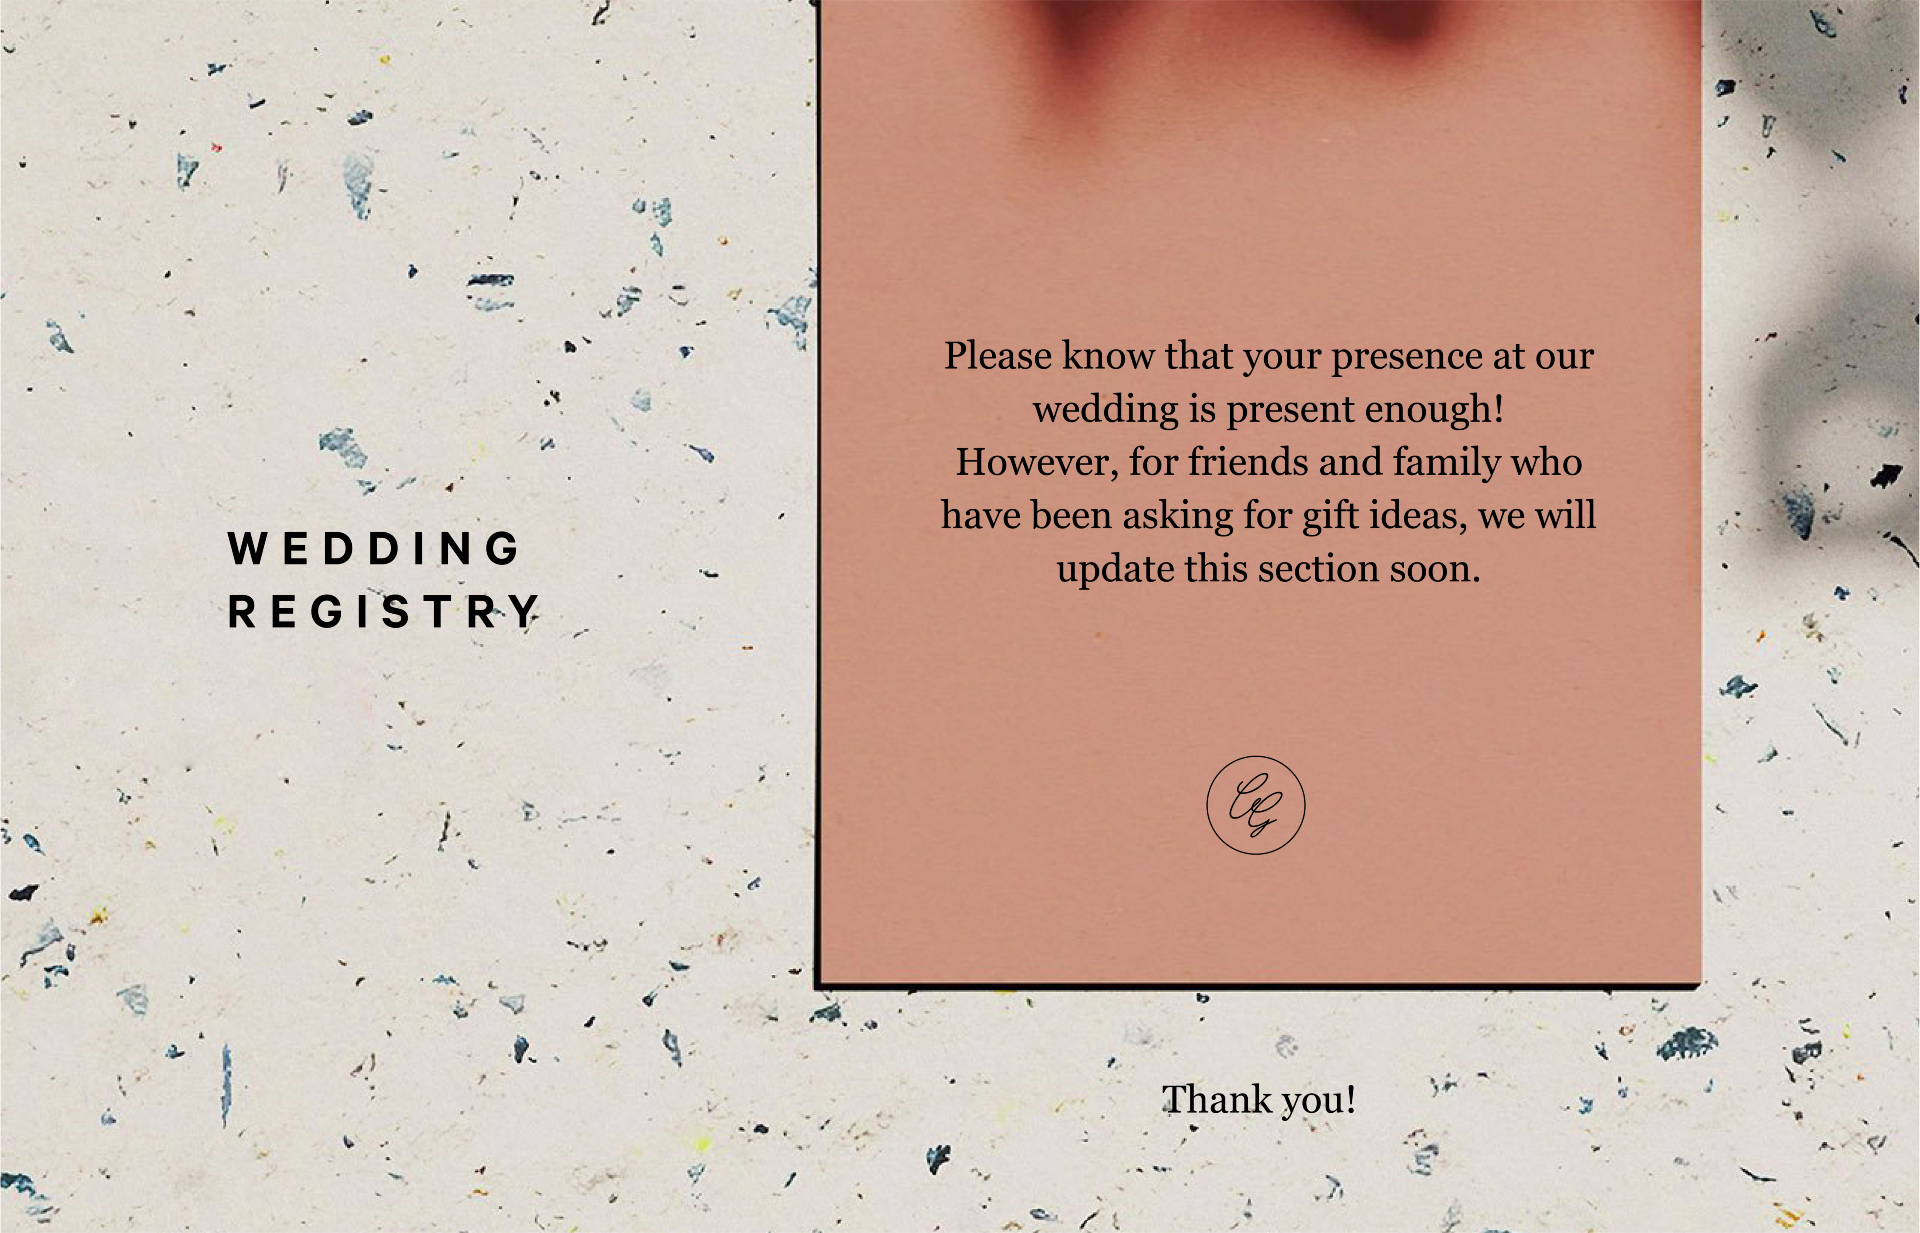 WEDDING
REGISTRY
Please know that your presence at our
wedding is present enough!
However, for friends and family who
have been asking for gift ideas, we will
update this section soon.
Thank you!